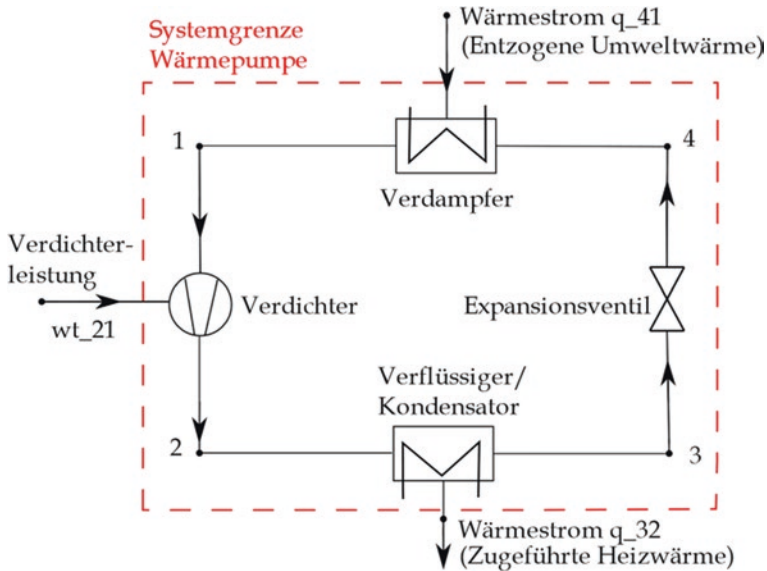 Systemgrenze
Wärmepumpe
Wärmestrom q_41
(Entzogene Umweltwärme)
1
4
Verdampfer
Verdichter-
leistung
wt_21
Verdichter
Expansionsventil
Verflüssiger/
Kondensator
2
3
Wärmestrom q_32
(Zugeführte Heizwärme)